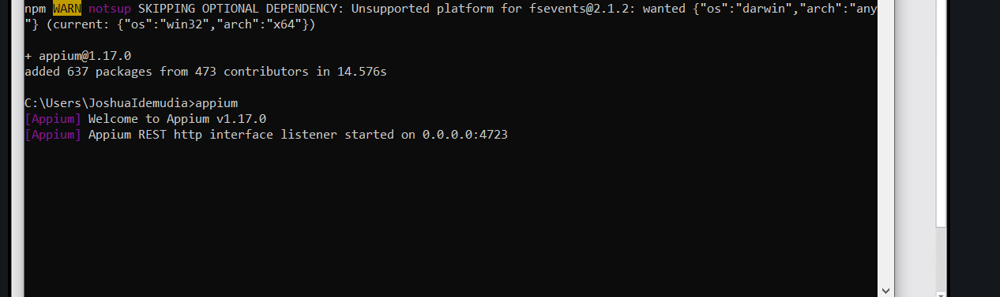 npm WARN notsup SKIPPING OPTIONAL DEPENDENCY: Unsupported platform for fsevents@2.1.2: wanted {"os":"darwin","arch":"any
"} (current: {"os":"win32","arch":"x64"})
+ appium@1.17.0
added 637 packages from 473 contributors in 14.576s
C:\Users\JoshuaIdemudia>appium
[Appium] Welcome to Appium v1.17.0
[Appium] Appium REST http interface listener started on 0.0.0.0:4723